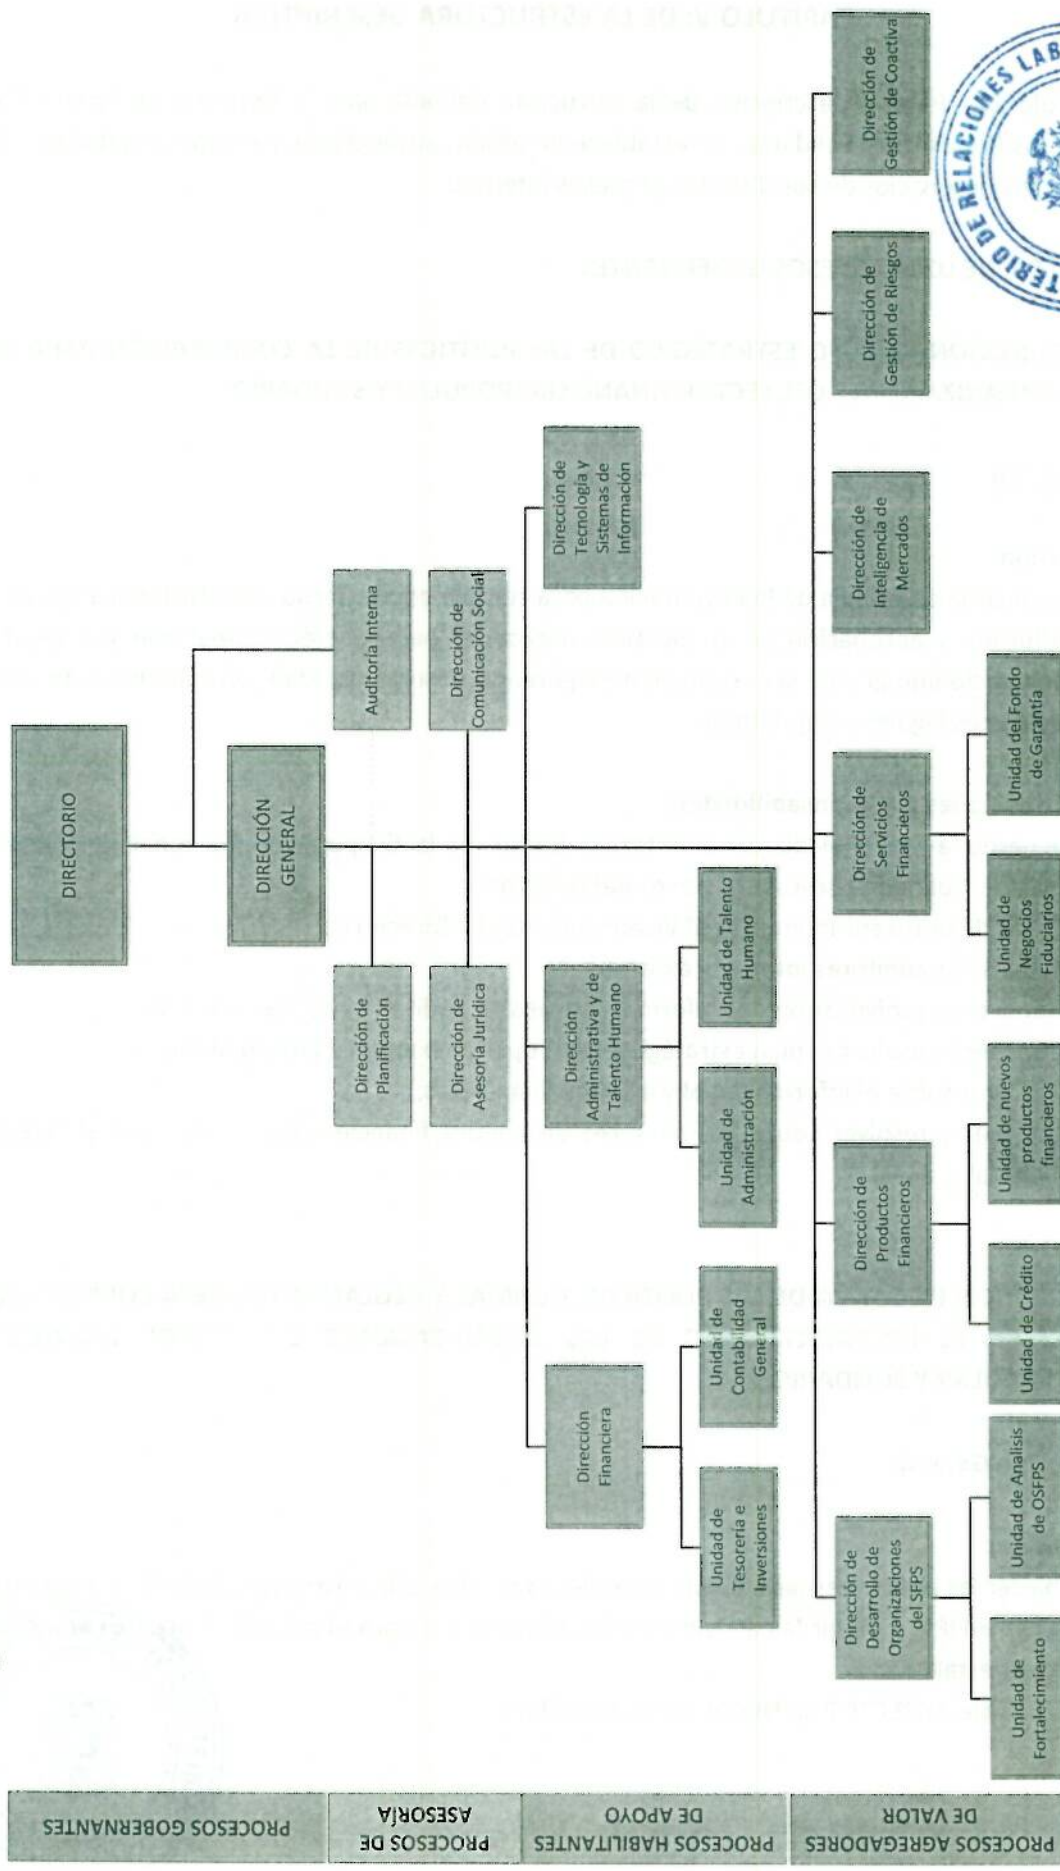 DIRECTORIO
DIRECCIÓN
GENERAL
Auditoría Interna
Dirección de
Planificación
Dirección de
Comunicación Social
Dirección de
Asesoría Jurídica
Dirección
Financiera
Dirección
Administrativa y de
Talento Humano
Dirección de
Tecnología y
Sistemas de
Información
Unidad de
Tesorería e
Inversiones
Unidad de
Contabilidad
General
Unidad de
Administración
Unidad de Talento
Humano
Dirección de
Desarrollo de
Organizaciones
del SFPS
Dirección de
Productos
Financieros
Dirección de
Servicios
Financieros
Dirección de
Inteligencia de
Mercados
Dirección de
Gestión de Riesgos
Dirección de
Gestión de Coactiva
Unidad de
Fortalecimiento
Unidad de Analisis
de OSFPS
Unidad de Crédito
Unidad de nuevos
productos
financieros
Unidad de
Negocios
Fiduciarios
Unidad del Fondo
de Garantía
PROCESOS GOBERNANTES
PROCESOS DE
ASESORÍA
PROCESOS HABILITANTES
DE APOYO
PROCESOS AGREGADORES
DE VALOR
TERIO DE RELACIONES LAB